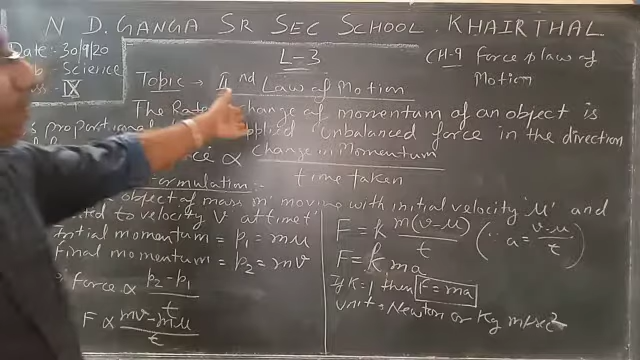 N D. GANGA SR SEC SCHOOL. KHAIRTHAL
Date:- 30/9/20
Science
IX
L-3
CH-9 Force & law of
Motion
Topic → IInd Law of Motion
The Rate change of momentum of an object is
proportional applied unbalanced force in the direction
∝ Change in Momentum
time taken
Formulation:-
object of mass m' moving with initial velocity 'u' and
to velocity V' at time t'
Initial momentum = p1 = mu
final momentum = p2 = mv
force ∝ p2 - p1
t
F ∝ mv - mu
t
F = k m(v-u) (∵ a = v-u)
t t
F = k ma
If K=1 then F = ma
Unit → Newton or Kg m/sec2